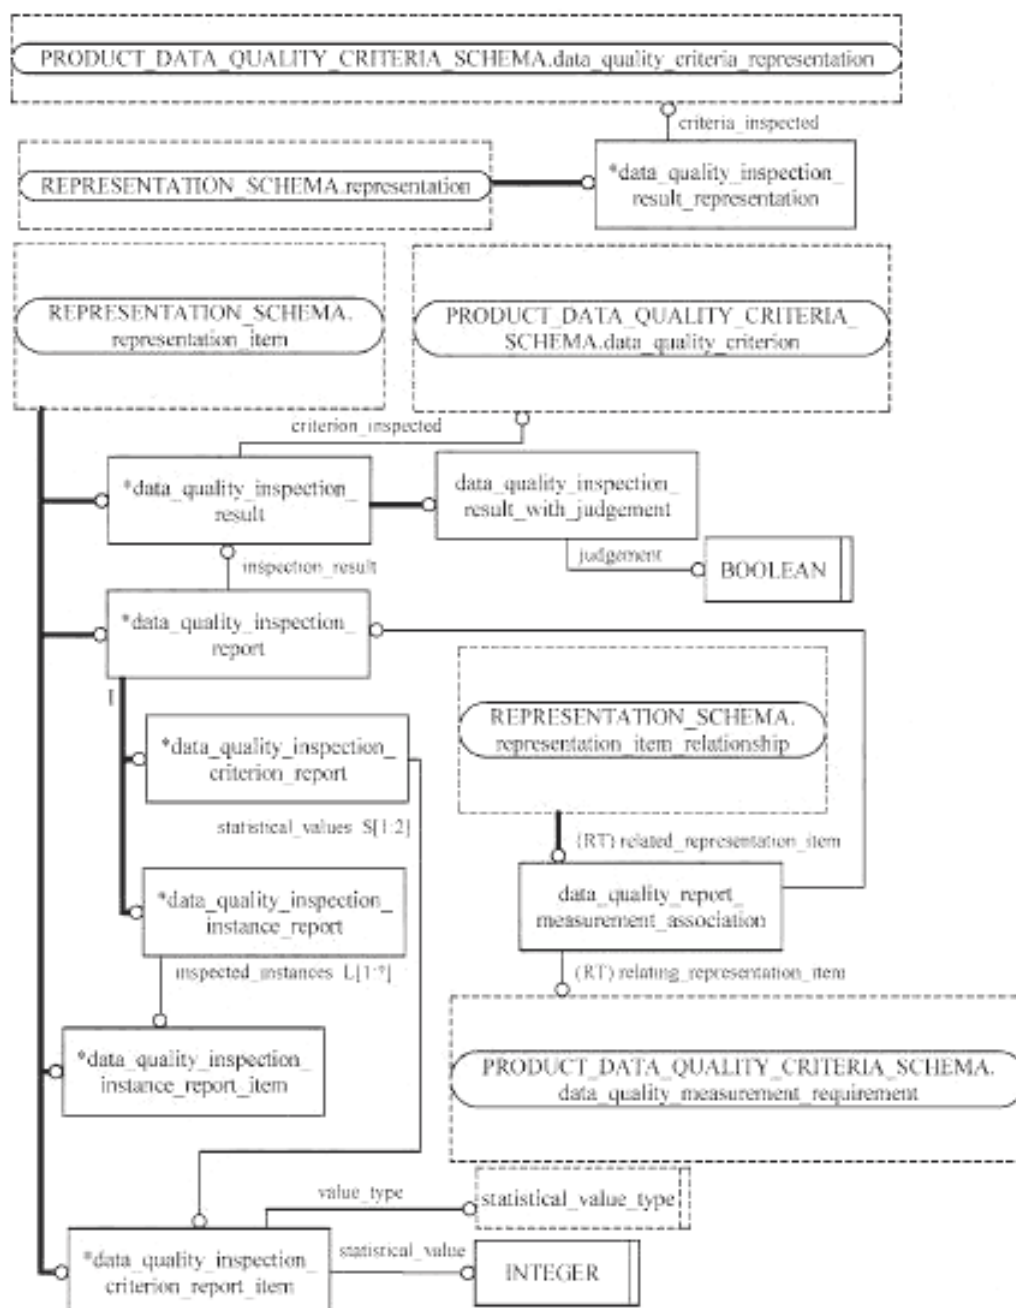 PRODUCT_DATA_QUALITY_CRITERIA_SCHEMA.data_quality_criteria_representation
criteria_inspected
REPRESENTATION_SCHEMA.representation
*data_quality_inspection_
result_representation
REPRESENTATION_SCHEMA.
representation_item
PRODUCT_DATA_QUALITY_CRITERIA_
SCHEMA.data_quality_criterion
criterion_inspected
*data_quality_inspection_
result
data_quality_inspection_
result_with_judgement
judgement
BOOLEAN
inspection_result
*data_quality_inspection_
report
1
REPRESENTATION_SCHEMA.
representation_item_relationship
*data_quality_inspection_
criterion_report
statistical_values S[1:2]
(RT) related_representation_item
*data_quality_inspection_
instance_report
data_quality_report_
measurement_association
inspected_instances L[1:?]
(RT) relating_representation_item
*data_quality_inspection_
instance_report_item
PRODUCT_DATA_QUALITY_CRITERIA_SCHEMA.
data_quality_measurement_requirement
value_type
statistical_value_type
*data_quality_inspection_
criterion_report_item
statistical_value
INTEGER